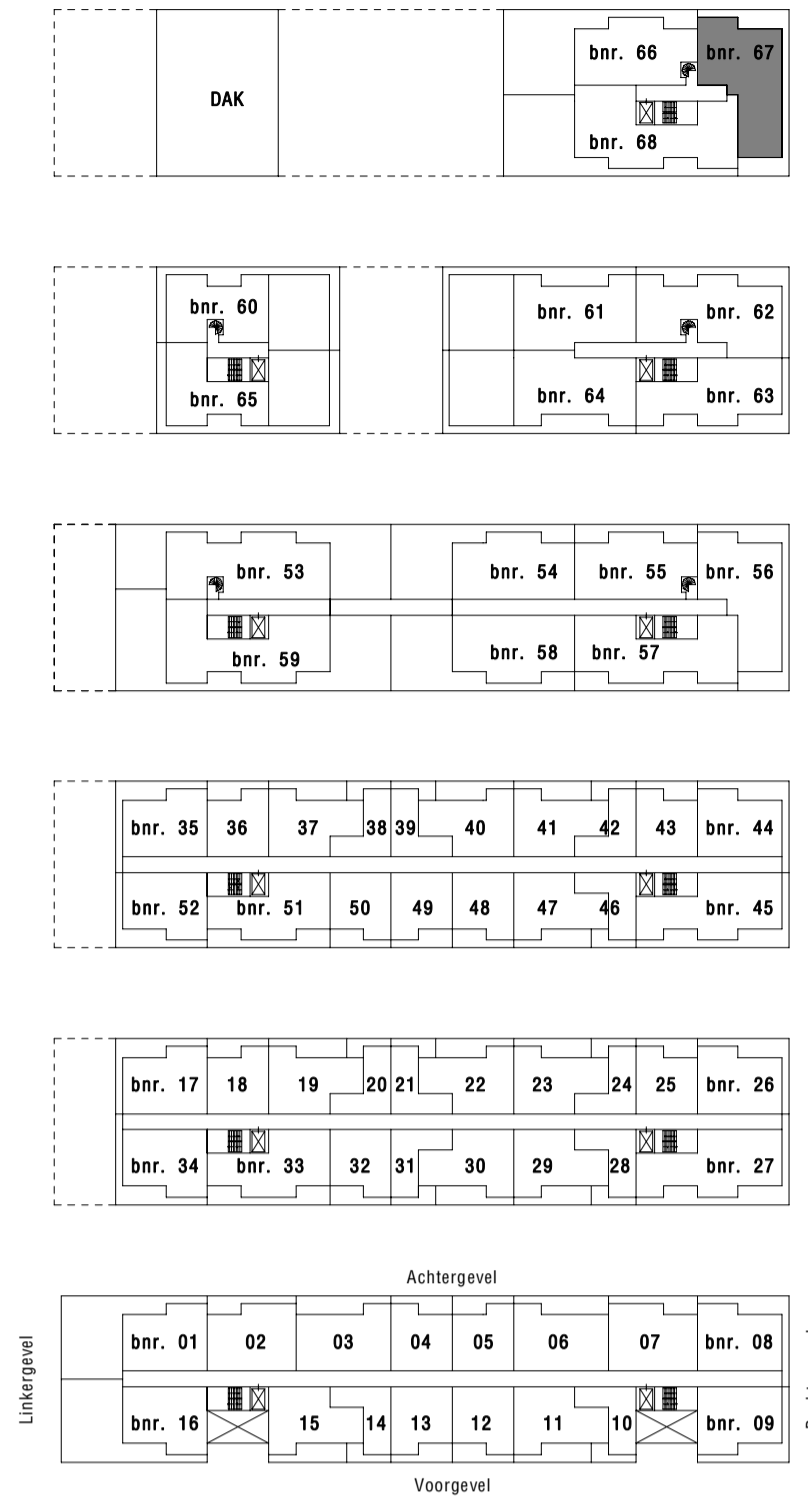 bnr. 66 bnr. 67
DAK
bnr. 68
bnr. 60 bnr. 61 bnr. 62
bnr. 65 bnr. 64 bnr. 63
bnr. 53 bnr. 54 bnr. 55 bnr. 56
bnr. 59 bnr. 58 bnr. 57
bnr. 35 36 37 38 39 40 41 42 43 bnr. 44
bnr. 52 bnr. 51 50 49 48 47 46 bnr. 45
bnr. 17 18 19 20 21 22 23 24 25 bnr. 26
bnr. 34 bnr. 33 32 31 30 29 28 bnr. 27
Achtergevel
Linkergevel
bnr. 01 02 03 04 05 06 07 bnr. 08
bnr. 16 15 14 13 12 11 10 bnr. 09
Voorgevel